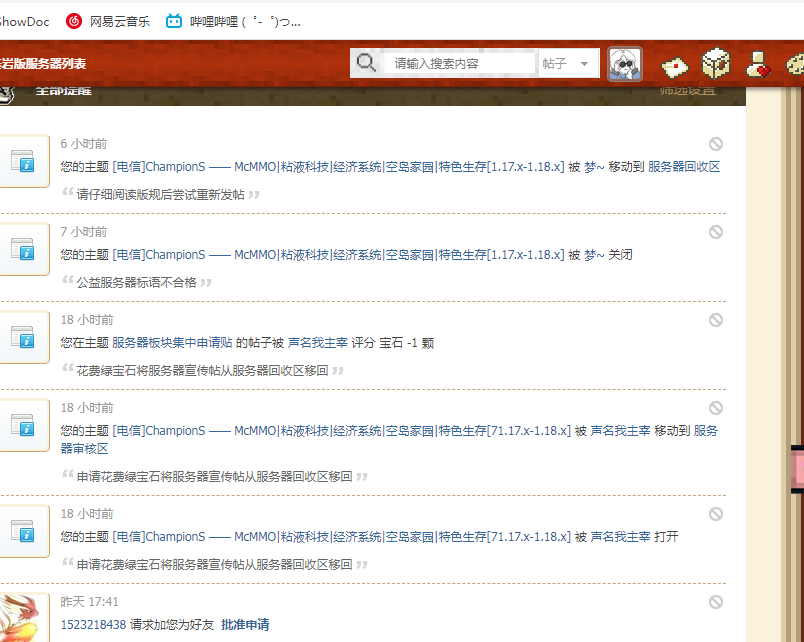 ShowDoc 网易云音乐 哔哩哔哩 ( ゜- ゜)つ...
岩版服务器列表 请输入搜索内容 帖子
全部提醒 筛选设置
6 小时前
您的主题 [电信]ChampionS —— McMMO|粘液科技|经济系统|空岛家园|特色生存[1.17.x-1.18.x] 被 梦~ 移动到 服务器回收区
“ 请仔细阅读版规后尝试重新发帖 ”
7 小时前
您的主题 [电信]ChampionS —— McMMO|粘液科技|经济系统|空岛家园|特色生存[1.17.x-1.18.x] 被 梦~ 关闭
“ 公益服务器标语不合格 ”
18 小时前
您在主题 服务器板块集中申请贴 的帖子被 声名我主宰 评分 宝石 -1 颗
“ 花费绿宝石将服务器宣传帖从服务器回收区移回 ”
18 小时前
您的主题 [电信]ChampionS —— McMMO|粘液科技|经济系统|空岛家园|特色生存[71.17.x-1.18.x] 被 声名我主宰 移动到 服务
器审核区
“ 申请花费绿宝石将服务器宣传帖从服务器回收区移回 ”
18 小时前
您的主题 [电信]ChampionS —— McMMO|粘液科技|经济系统|空岛家园|特色生存[71.17.x-1.18.x] 被 声名我主宰 打开
“ 申请花费绿宝石将服务器宣传帖从服务器回收区移回 ”
昨天 17:41
1523218438 请求加您为好友 批准申请